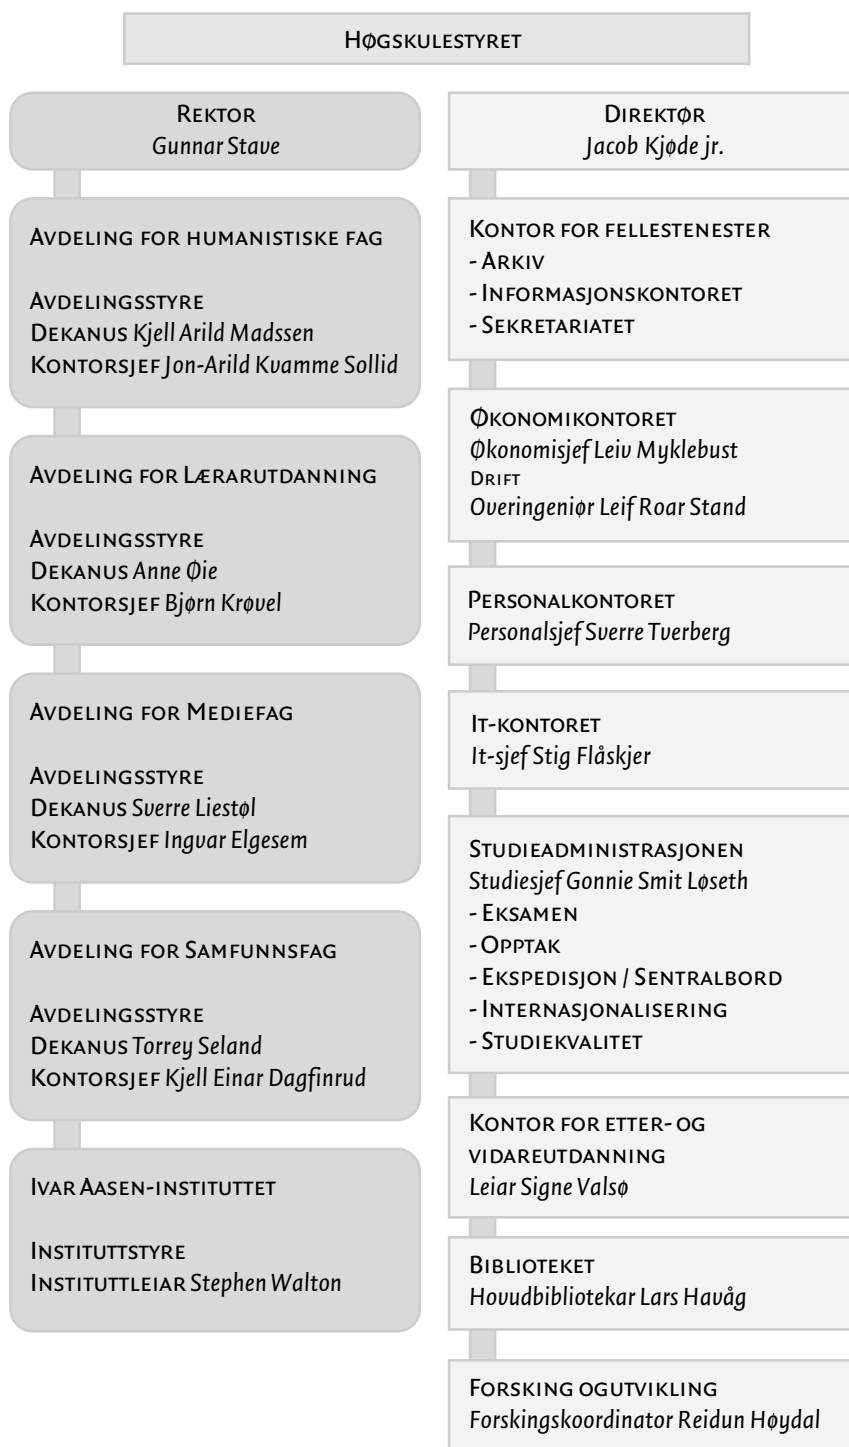 Høgskulestyret
Rektor
Gunnar Stave
Avdeling for humanistiske fag
Avdelingsstyre
Dekanus Kjell Arild Madssen
Kontorsjef Jon-Arild Kvamme Sollid
Avdeling for Lærarutdanning
Avdelingsstyre
Dekanus Anne Øie
Kontorsjef Bjørn Krøvel
Avdeling for Mediefag
Avdelingsstyre
Dekanus Sverre Liestøl
Kontorsjef Ingvar Elgesem
Avdeling for Samfunnsfag
Avdelingsstyre
Dekanus Torrey Seland
Kontorsjef Kjell Einar Dagfinrud
Ivar Aasen-instituttet
Instituttstyre
Instituttleiar Stephen Walton
Direktør
Jacob Kjøde jr.
Kontor for fellestenester
- Arkiv
- Informasjonskontoret
- Sekretariatet
Økonomikontoret
Økonomisjef Leiv Myklebust
Drift
Overingeniør Leif Roar Stand
Personalkontoret
Personalsjef Sverre Tverberg
It-kontoret
It-sjef Stig Flåskjer
Studieadministrasjonen
Studiesjef Gonnie Smit Løseth
- Eksamen
- Opptak
- Ekspedisjon / Sentralbord
- Internasjonalisering
- Studiekvalitet
Kontor for etter- og
vidareutdanning
Leiar Signe Valsø
Biblioteket
Hovudbibliotekar Lars Havåg
Forsking ogutvikling
Forskingskoordinator Reidun Høydal